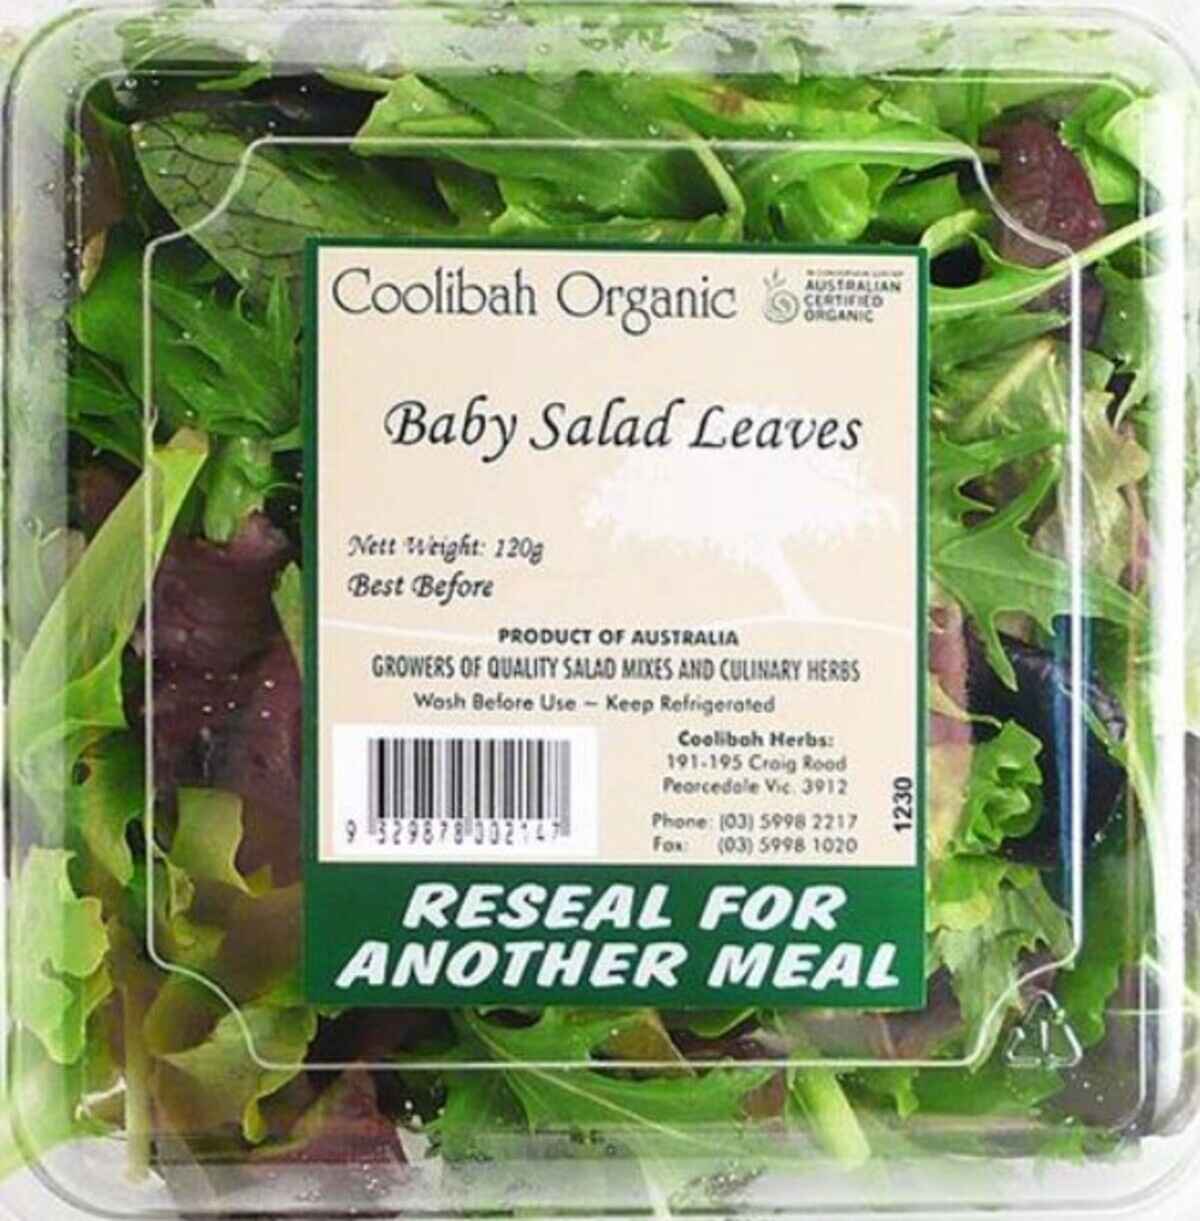 Coolibah Organic
AUSTRALIAN
CERTIFIED
ORGANIC
Baby Salad Leaves
Nett Weight: 120g
Best Before
PRODUCT OF AUSTRALIA
GROWERS OF QUALITY SALAD MIXES AND CULINARY HERBS
Wash Before Use – Keep Refrigerated
Coolibah Herbs:
191-195 Craig Road
Pearcedale Vic. 3912
Phone: (03) 5998 2217
Fax: (03) 5998 1020
1230
9 329878 002147
RESEAL FOR
ANOTHER MEAL